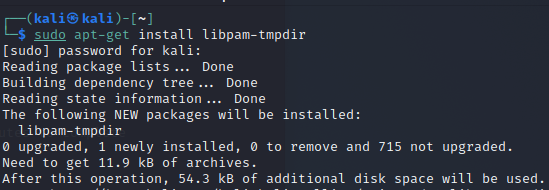 (kali㉿kali)-[~]
$ sudo apt-get install libpam-tmpdir
[sudo] password for kali:
Reading package lists... Done
Building dependency tree... Done
Reading state information... Done
The following NEW packages will be installed:
libpam-tmpdir
0 upgraded, 1 newly installed, 0 to remove and 715 not upgraded.
Need to get 11.9 kB of archives.
After this operation, 54.3 kB of additional disk space will be used.